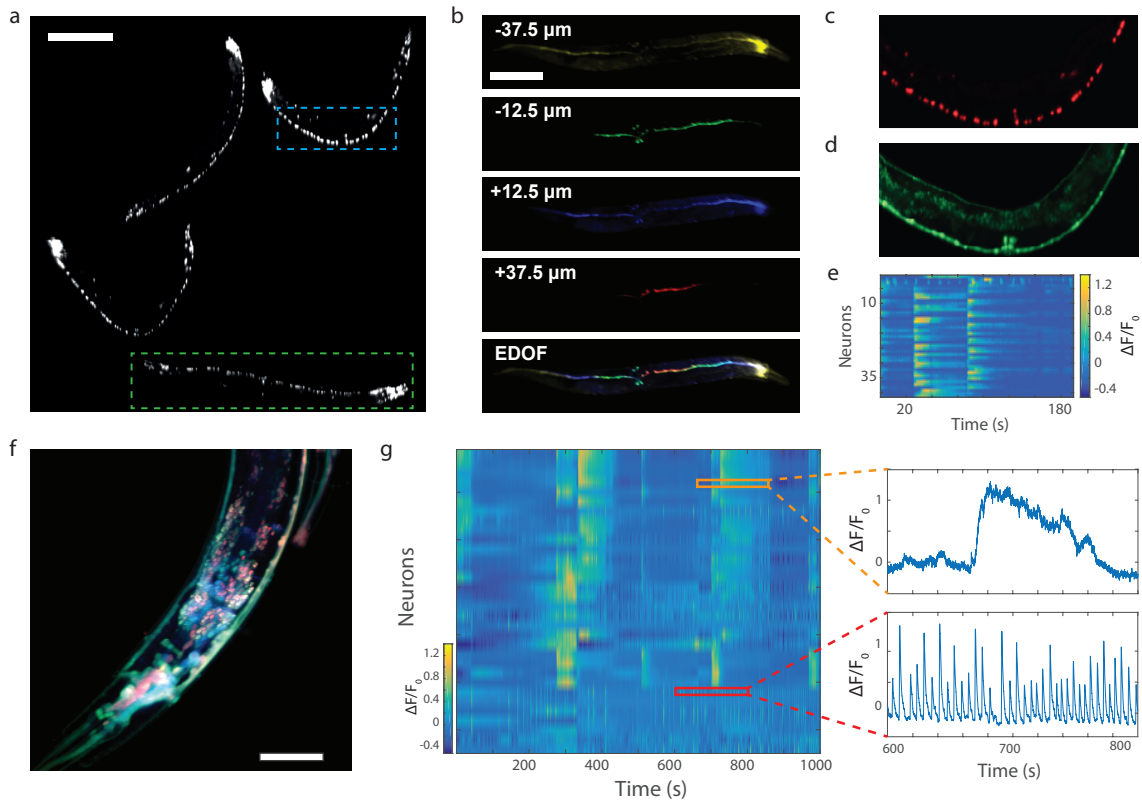 a
b
-37.5 µm
-12.5 µm
+12.5 µm
+37.5 µm
EDOF
c
d
e
Neurons
10
35
20
180
Time (s)
1.2
0.8
0.4
0
-0.4
ΔF/F0
f
g
Neurons
1.2
0.8
0.4
0
-0.4
ΔF/F0
200
400
600
800
1000
Time (s)
1
0
ΔF/F0
1
0
ΔF/F0
600
700
800
Time (s)